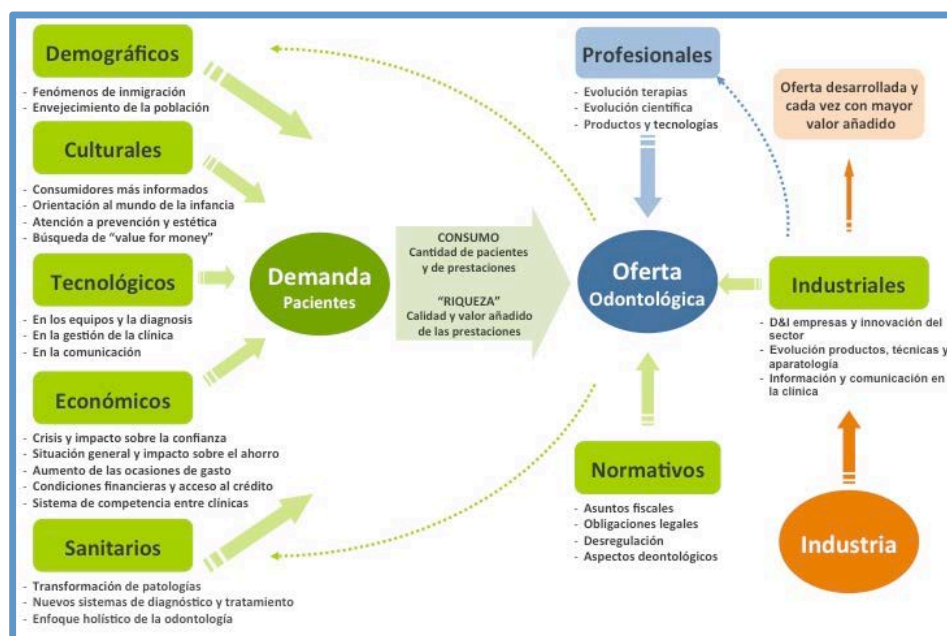 Demográficos
- Fenómenos de inmigración
- Envejecimiento de la población
Culturales
- Consumidores más informados
- Orientación al mundo de la infancia
- Atención a prevención y estética
- Búsqueda de “value for money”
Tecnológicos
- En los equipos y la diagnosis
- En la gestión de la clínica
- En la comunicación
Económicos
- Crisis y impacto sobre la confianza
- Situación general y impacto sobre el ahorro
- Aumento de las ocasiones de gasto
- Condiciones financieras y acceso al crédito
- Sistema de competencia entre clínicas
Sanitarios
- Transformación de patologías
- Nuevos sistemas de diagnóstico y tratamiento
- Enfoque holístico de la odontología
Demanda
Pacientes
CONSUMO
Cantidad de pacientes
y de prestaciones
“RIQUEZA”
Calidad y valor añadido
de las prestaciones
Profesionales
- Evolución terapias
- Evolución científica
- Productos y tecnologías
Oferta
Odontológica
Normativos
- Asuntos fiscales
- Obligaciones legales
- Desregulación
- Aspectos deontológicos
Oferta desarrollada y
cada vez con mayor
valor añadido
Industriales
- D&I empresas y innovación del
sector
- Evolución productos, técnicas y
aparatología
- Información y comunicación en
la clínica
Industria